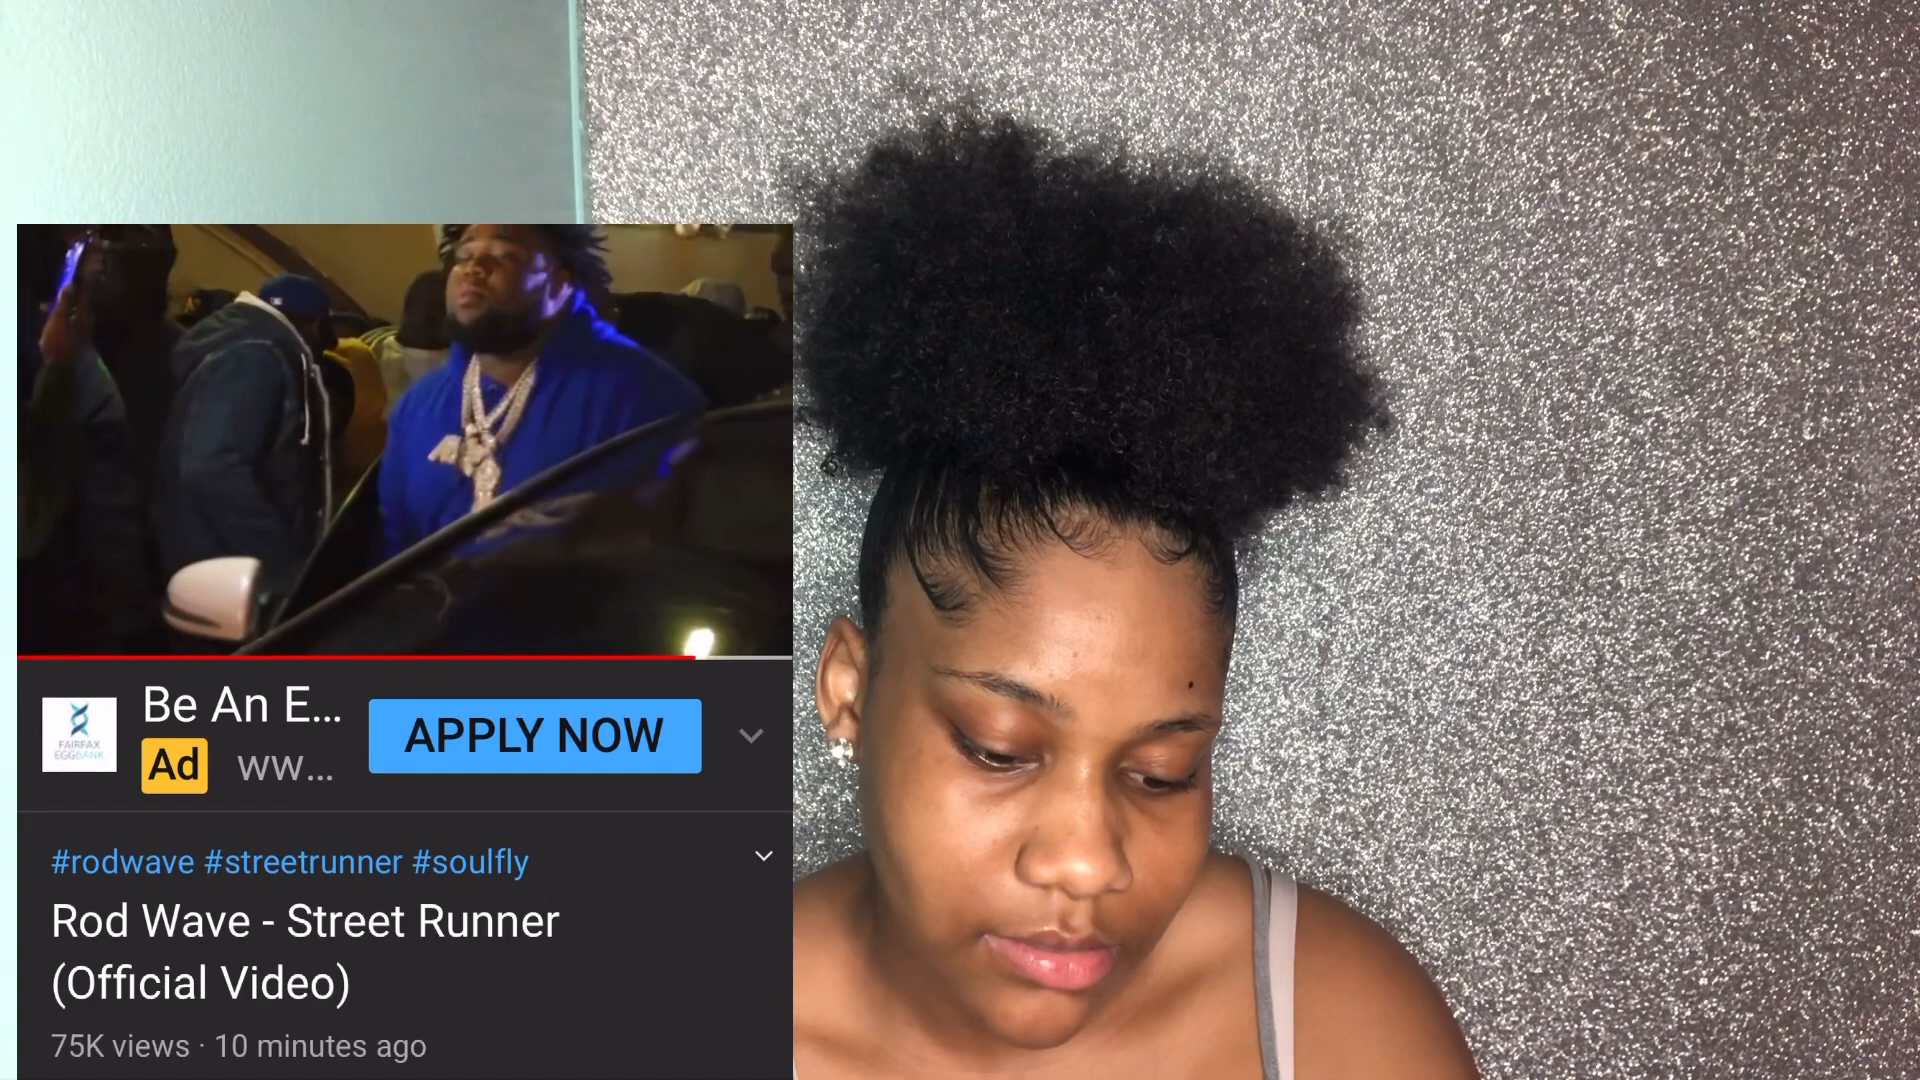 Be An E...
APPLY NOW
FAIRFAX
EGGBANK
Ad
ww...
#rodwave #streetrunner #soulfly
Rod Wave - Street Runner
(Official Video)
75K views · 10 minutes ago